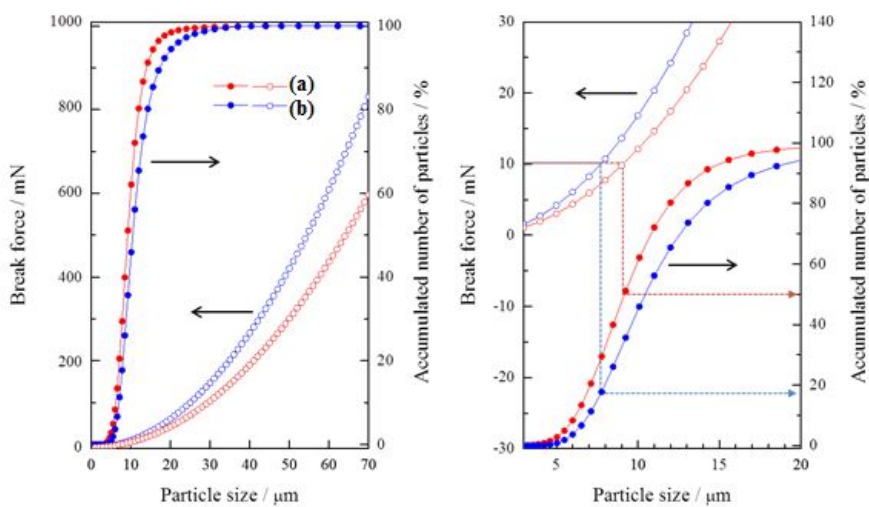 1000
800
600
400
200
0
Break force / mN
100
80
60
40
20
0
Accumulated number of particles / %
(a)
(b)
0 10 20 30 40 50 60 70
Particle size / μm
30
20
10
0
-10
-20
-30
Break force / mN
140
120
100
80
60
40
20
0
Accumulated number of particles / %
5 10 15 20
Particle size / μm